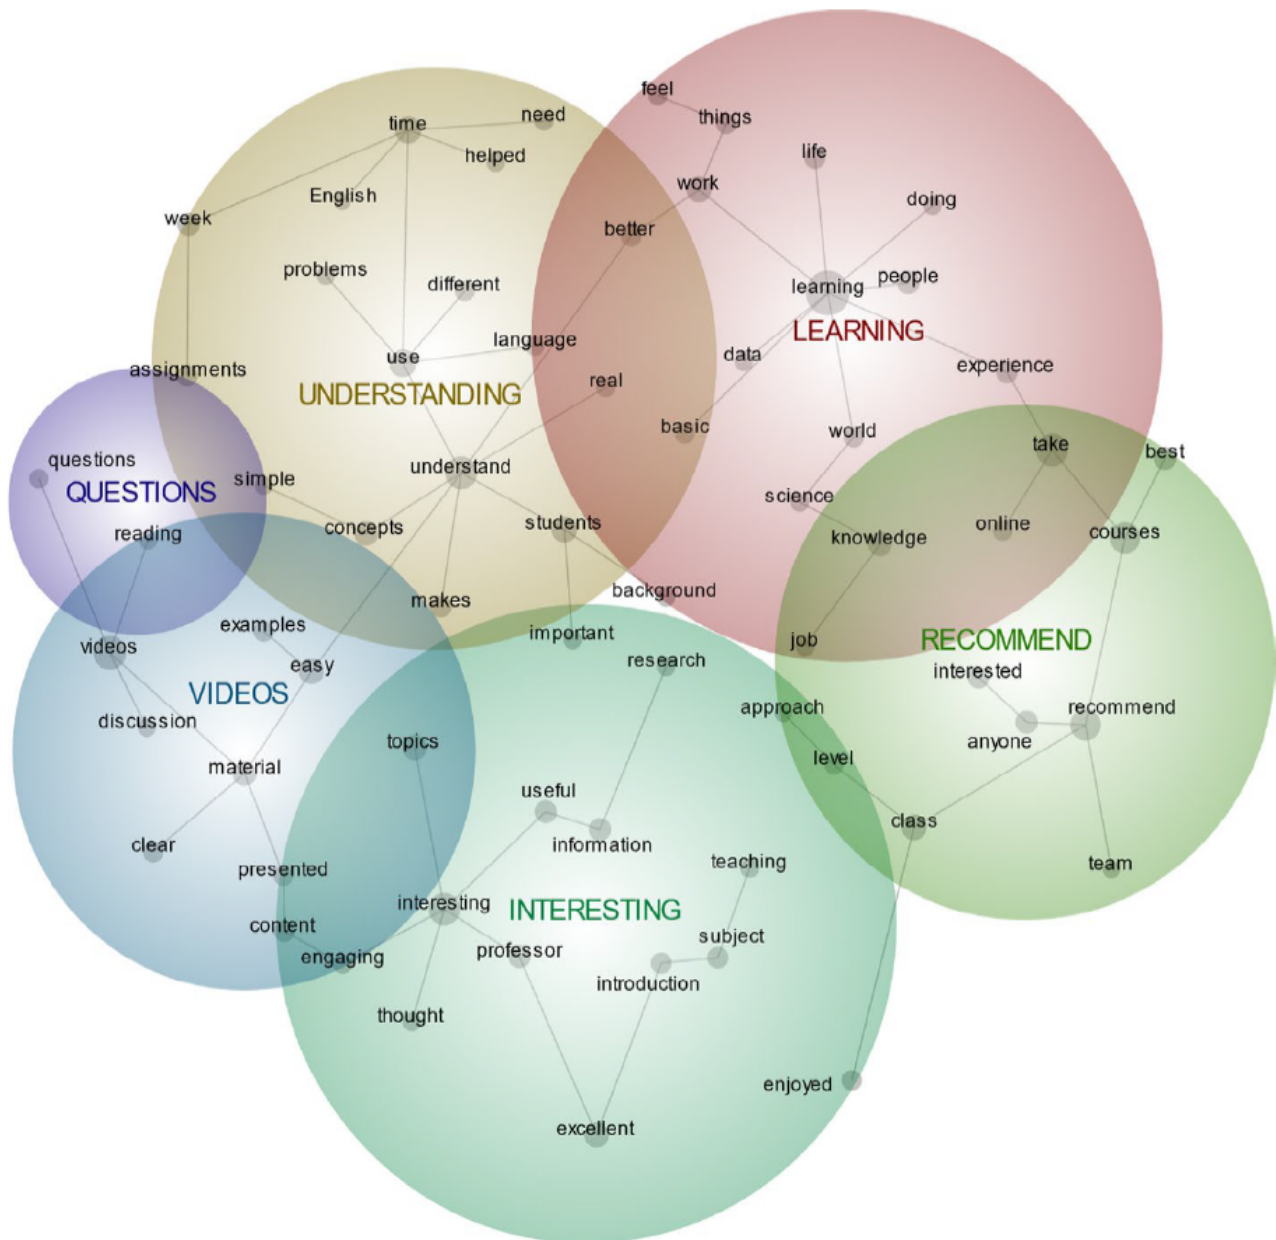 feel
things
need
time
helped
life
work
English
doing
week
better
problems
different
people
learning
LEARNING
language
data
use
experience
assignments
real
UNDERSTANDING
basic
world
take
best
questions
understand
simple
QUESTIONS
science
students
online
concepts
courses
reading
knowledge
background
makes
examples
important
job
RECOMMEND
videos
easy
research
interested
VIDEOS
approach
recommend
discussion
topics
anyone
level
material
useful
class
clear
information
teaching
team
presented
interesting
INTERESTING
content
subject
engaging
professor
introduction
thought
enjoyed
excellent